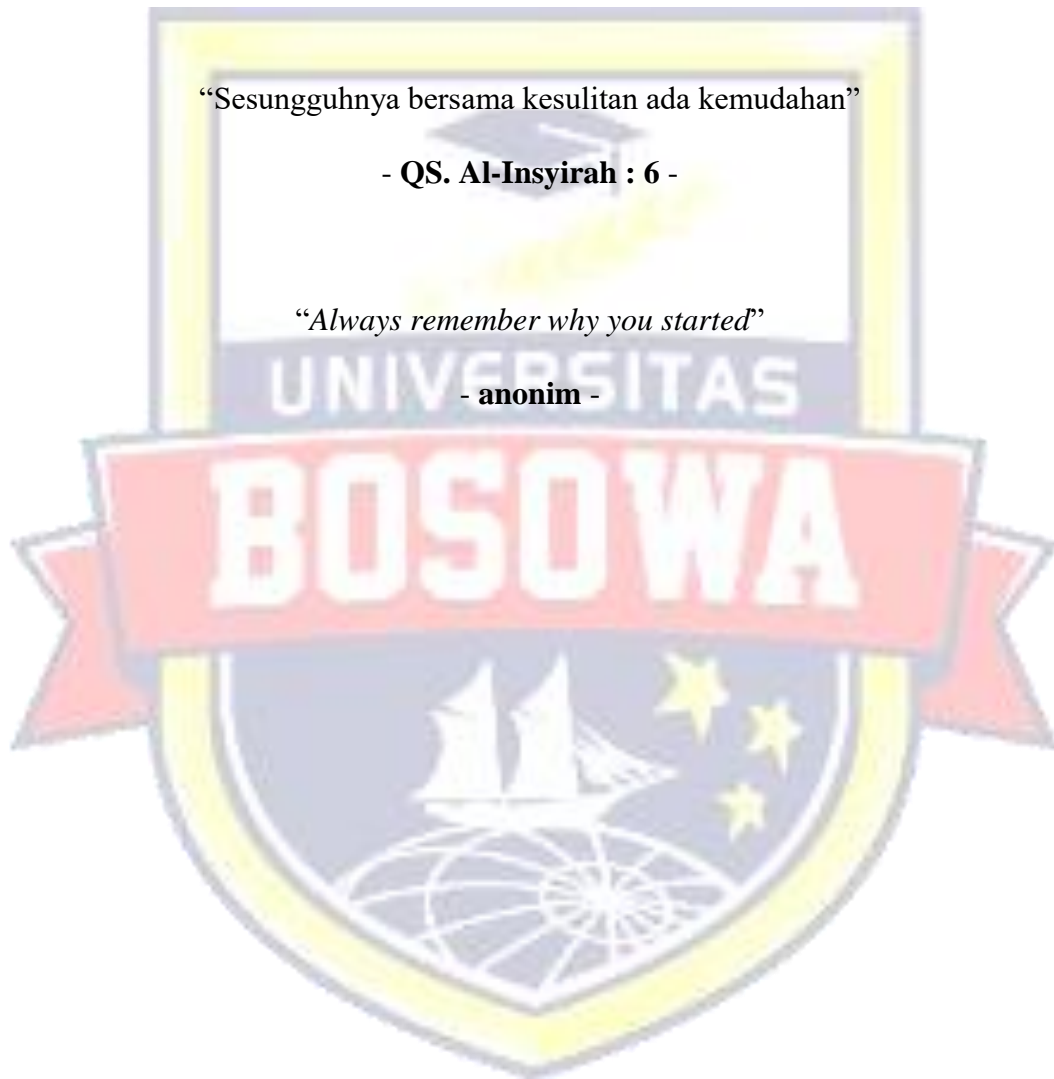 “Sesungguhnya bersama kesulitan ada kemudahan”
- QS. Al-Insyirah : 6 -
“Always remember why you started”
- anonim -
UNIVERSITAS
BOSOWA